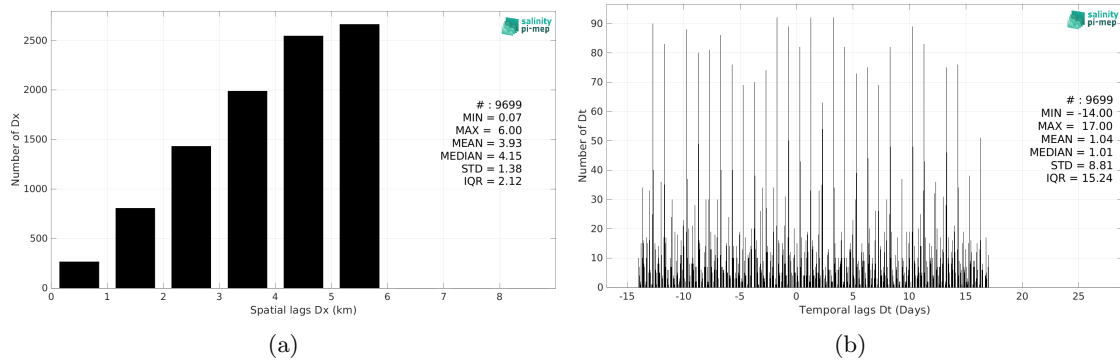 salinity
pi-mep
2500
2000
1500
1000
500
0
Number of Dx
# : 9699
MIN = 0.07
MAX = 6.00
MEAN = 3.93
MEDIAN = 4.15
STD = 1.38
IQR = 2.12
0 1 2 3 4 5 6 7 8
Spatial lags Dx (km)
(a)
salinity
pi-mep
90
80
70
60
50
40
30
20
10
0
Number of Dt
# : 9699
MIN = -14.00
MAX = 17.00
MEAN = 1.04
MEDIAN = 1.01
STD = 8.81
IQR = 15.24
-15 -10 -5 0 5 10 15 20 25
Temporal lags Dt (Days)
(b)